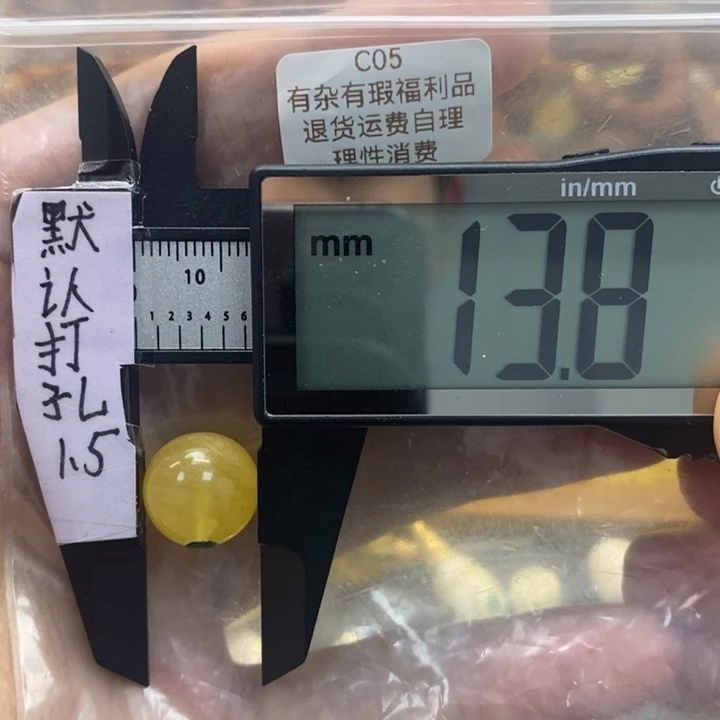 C05
有杂有瑕福利品
退货运费自理
理性消费
in/mm
mm
13.8
10
1 2 3 4 5 6
默
认
打
孔
1.5